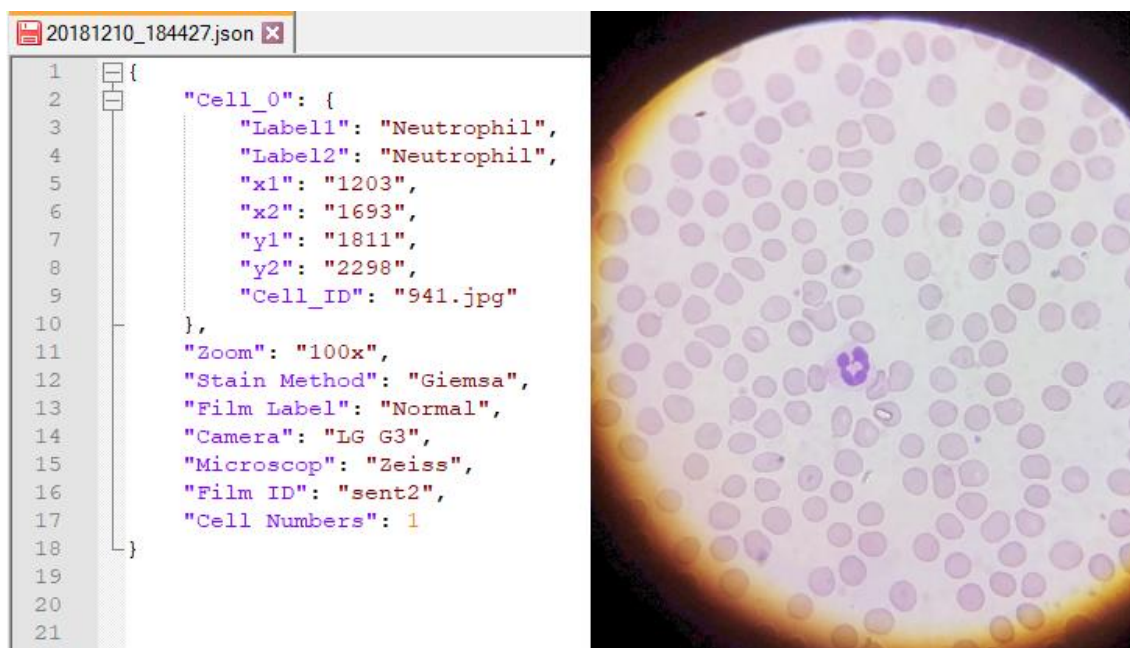 20181210_184427.json
1 {
2 "Cell_0": {
3 "Label1": "Neutrophil",
4 "Label2": "Neutrophil",
5 "x1": "1203",
6 "x2": "1693",
7 "y1": "1811",
8 "y2": "2298",
9 "Cell_ID": "941.jpg"
10 },
11 "Zoom": "100x",
12 "Stain Method": "Giemsa",
13 "Film Label": "Normal",
14 "Camera": "LG G3",
15 "Microscop": "Zeiss",
16 "Film ID": "sent2",
17 "Cell Numbers": 1
18 }
19
20
21